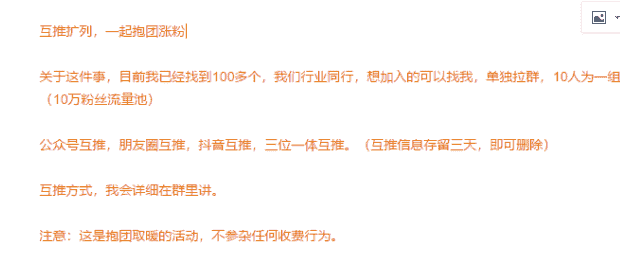 互推扩列，一起抱团涨粉
关于这件事，目前我已经找到100多个，我们行业同行，想加入的可以找我，单独拉群，10人为一组
（10万粉丝流量池）
公众号互推，朋友圈互推，抖音互推，三位一体互推。（互推信息存留三天，即可删除）
互推方式，我会详细在群里讲。
注意：这是抱团取暖的活动，不参杂任何收费行为。